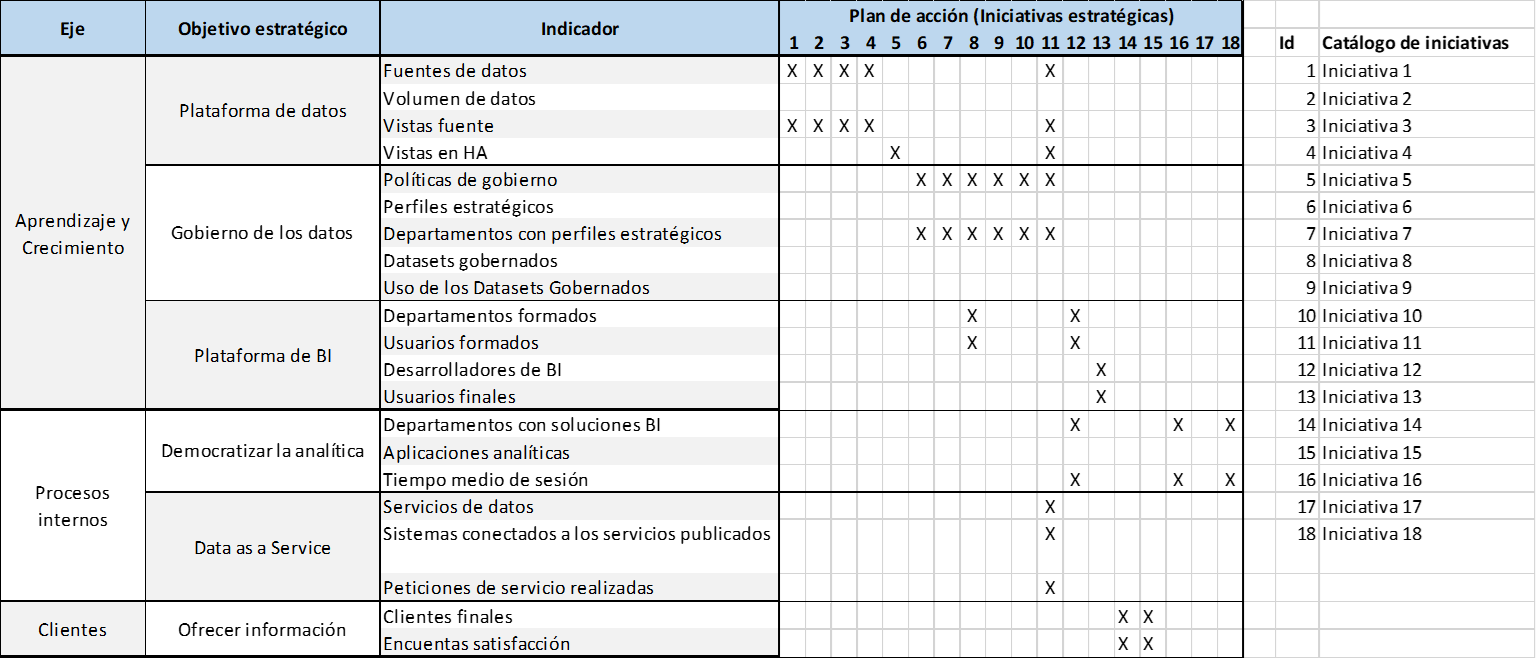 Eje Objetivo estratégico Indicador Plan de acción (Iniciativas estratégicas)
1 2 3 4 5 6 7 8 9 10 11 12 13 14 15 16 17 18 Id Catálogo de iniciativas
Fuentes de datos X X X X X 1 Iniciativa 1
Volumen de datos 2 Iniciativa 2
Plataforma de datos
Vistas fuente X X X X X 3 Iniciativa 3
Vistas en HA X X 4 Iniciativa 4
Políticas de gobierno X X X X X X 5 Iniciativa 5
Perfiles estratégicos 6 Iniciativa 6
Aprendizaje y
Crecimiento
Gobierno de los datos
Departamentos con perfiles estratégicos X X X X X X 7 Iniciativa 7
Datasets gobernados 8 Iniciativa 8
Uso de los Datasets Gobernados 9 Iniciativa 9
Departamentos formados X X 10 Iniciativa 10
Usuarios formados X X 11 Iniciativa 11
Plataforma de BI
Desarrolladores de BI X 12 Iniciativa 12
Usuarios finales X 13 Iniciativa 13
Departamentos con soluciones BI X X X 14 Iniciativa 14
Democratizar la analítica Aplicaciones analíticas 15 Iniciativa 15
Tiempo medio de sesión X X X 16 Iniciativa 16
Procesos
internos
Servicios de datos X 17 Iniciativa 17
Sistemas conectados a los servicios publicados X 18 Iniciativa 18
Data as a Service
Peticiones de servicio realizadas X
Clientes finales X X
Clientes Ofrecer información
Encuentas satisfacción X X